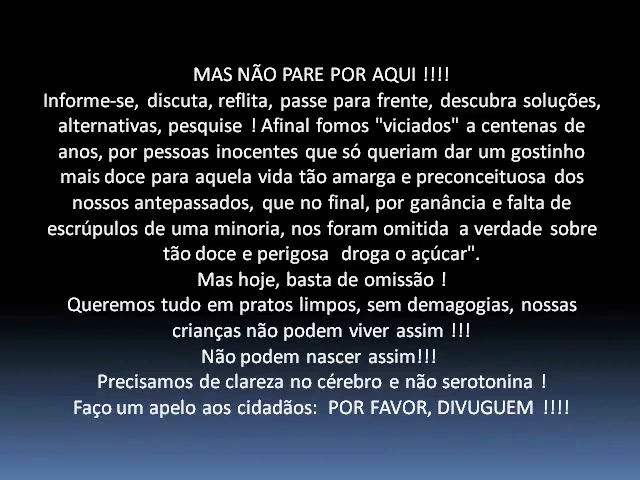 MAS NÃO PARE POR AQUI !!!!
Informe-se, discuta, reflita, passe para frente, descubra soluções,
alternativas, pesquise ! Afinal fomos "viciados" a centenas de
anos, por pessoas inocentes que só queriam dar um gostinho
mais doce para aquela vida tão amarga e preconceituosa dos
nossos antepassados, que no final, por ganância e falta de
escrúpulos de uma minoria, nos foram omitida a verdade sobre
tão doce e perigosa droga o açúcar".
Mas hoje, basta de omissão !
Queremos tudo em pratos limpos, sem demagogias, nossas
crianças não podem viver assim !!!
Não podem nascer assim!!!
Precisamos de clareza no cérebro e não serotonina !
Faço um apelo aos cidadãos: POR FAVOR, DIVUGUEM !!!!